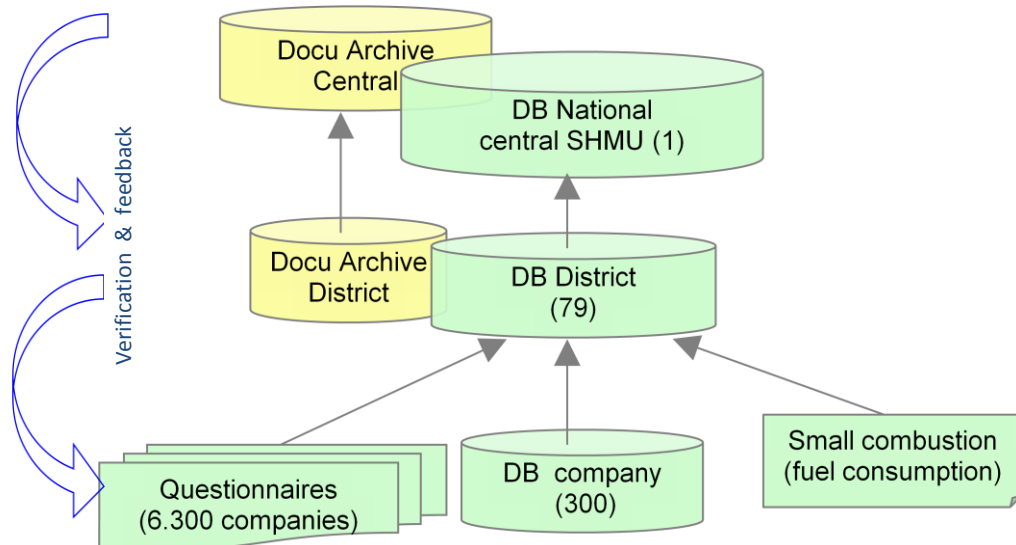 Docu Archive
Central
DB National
central SHMU (1)
Verification & feedback
Docu Archive
District
DB District
(79)
Questionnaires
(6.300 companies)
DB company
(300)
Small combustion
(fuel consumption)